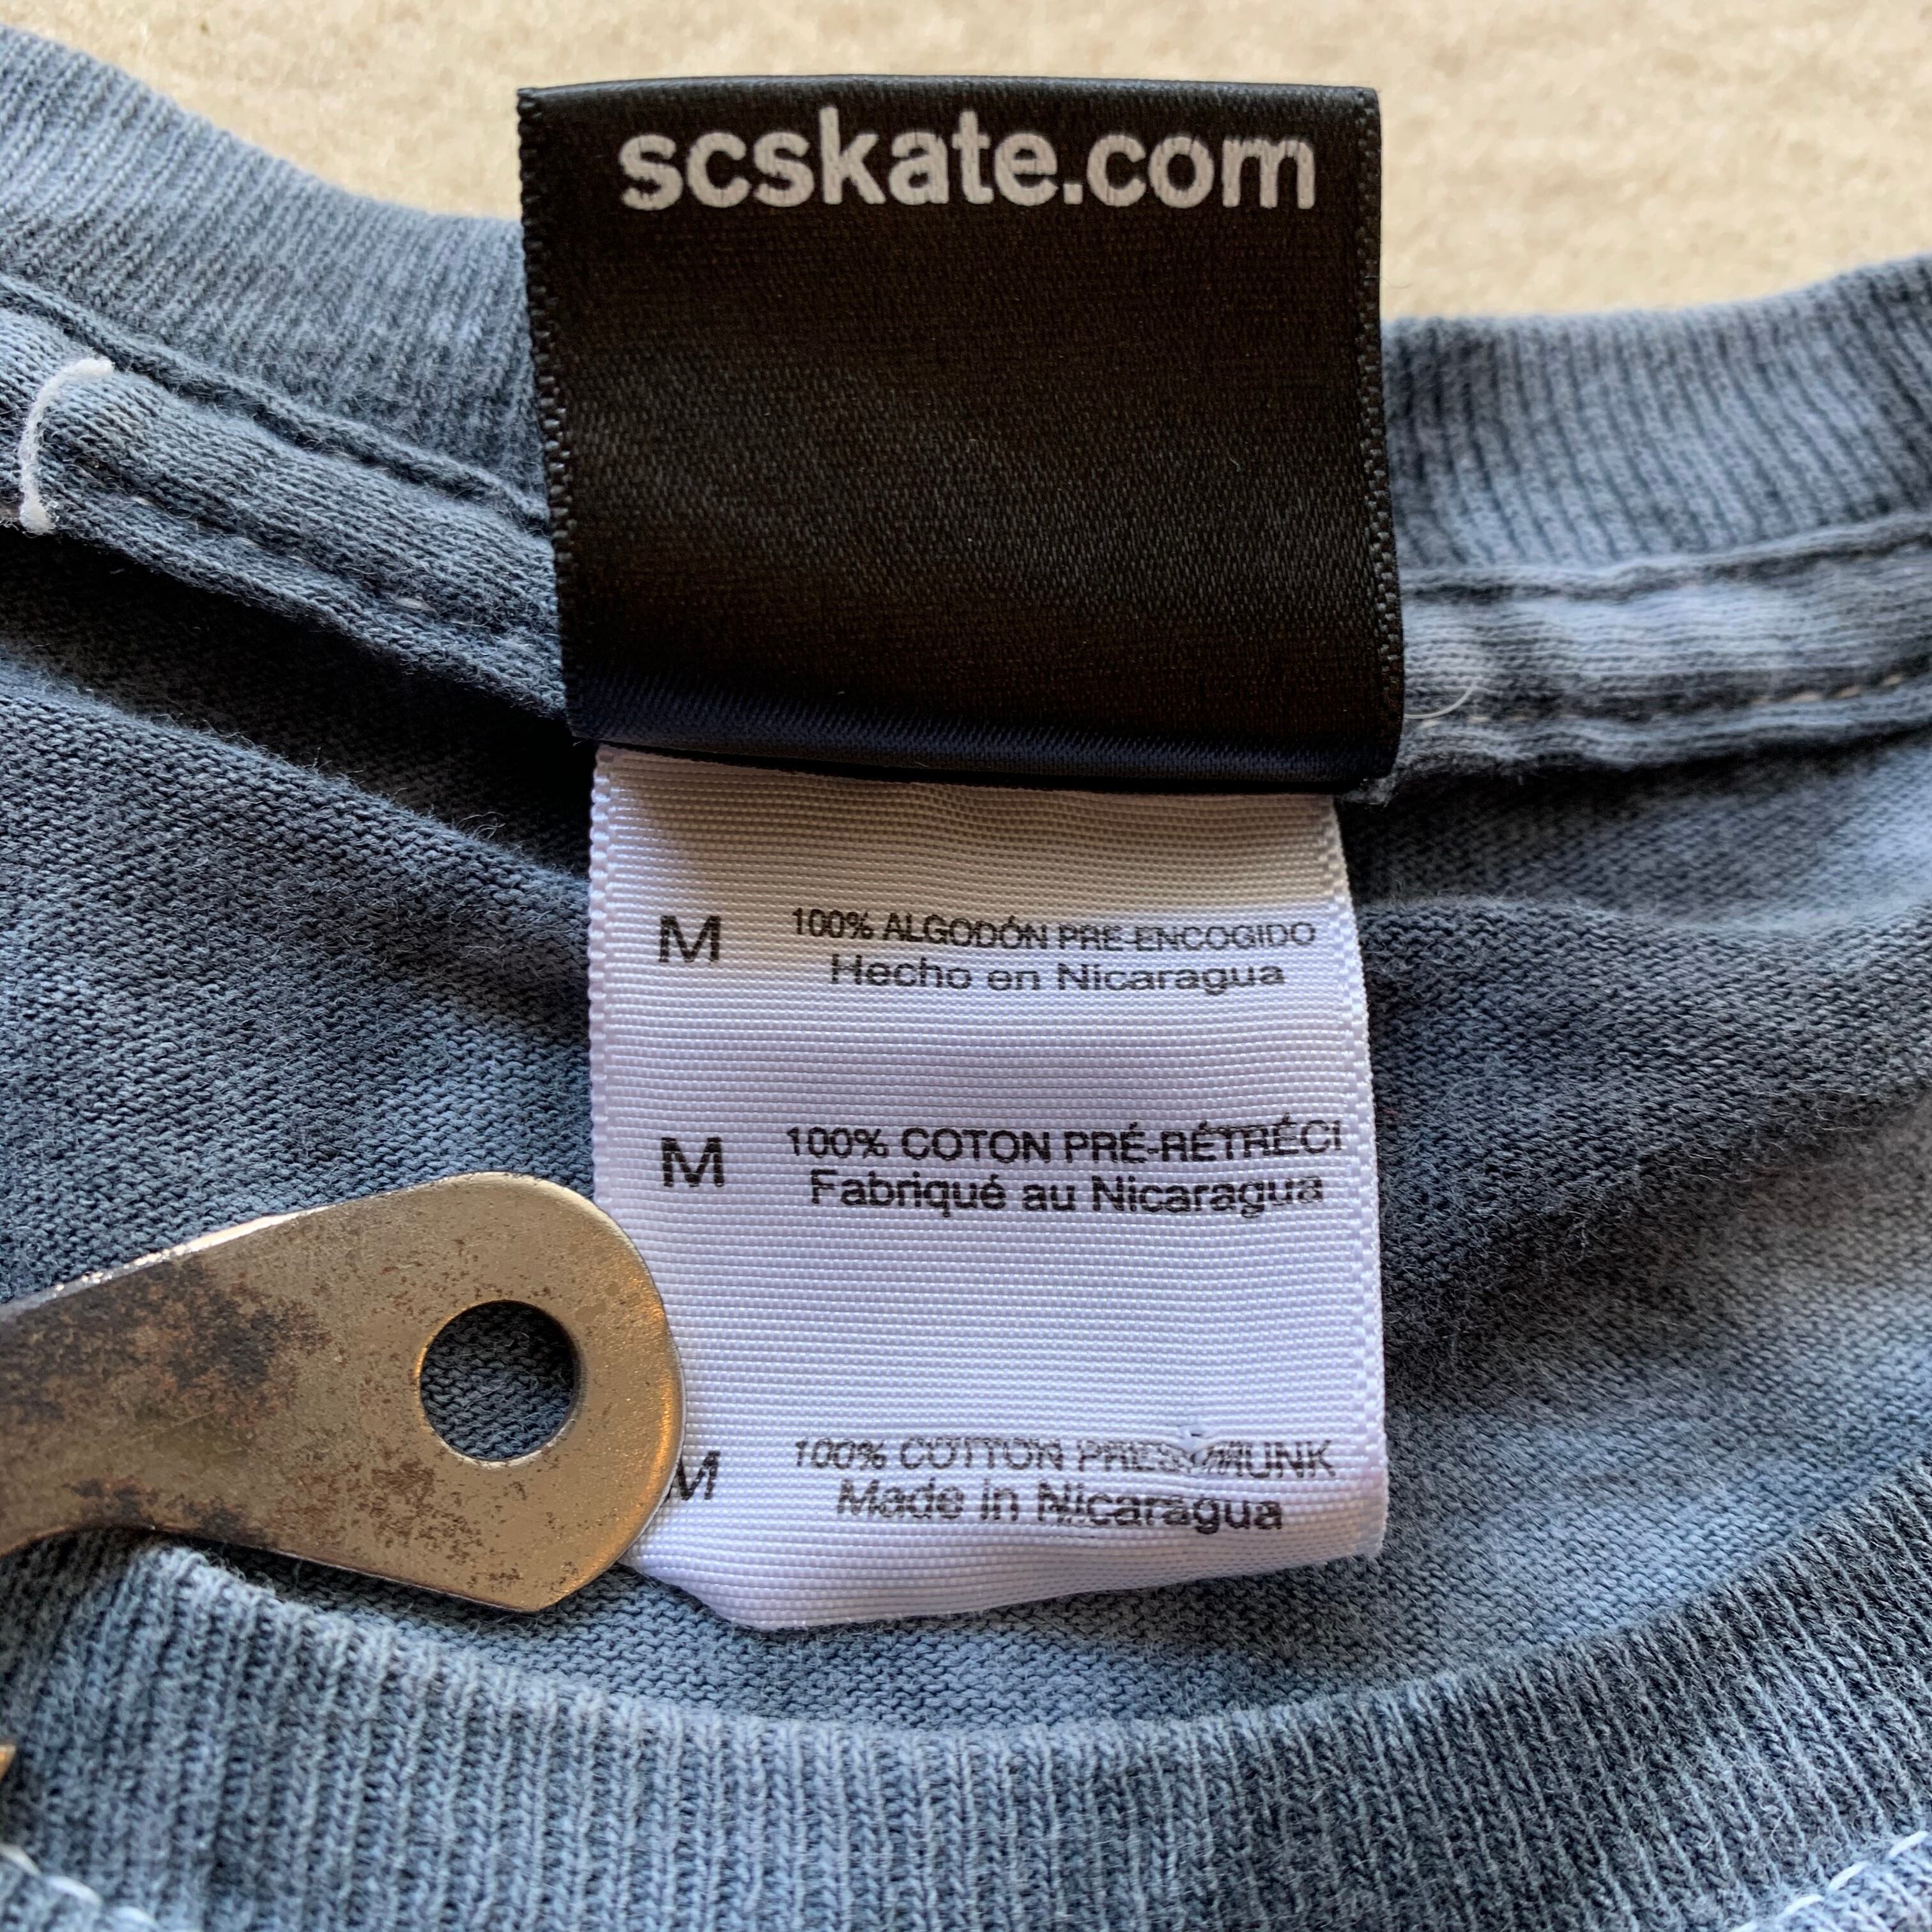 scskate.com
M 100% ALGODÓN PRE-ENCOGIDO
Hecho en Nicaragua
M 100% COTON PRÉ-RÉTRÉCI
Fabriqué au Nicaragua
M 100% COTTON
Made in Nicaragua